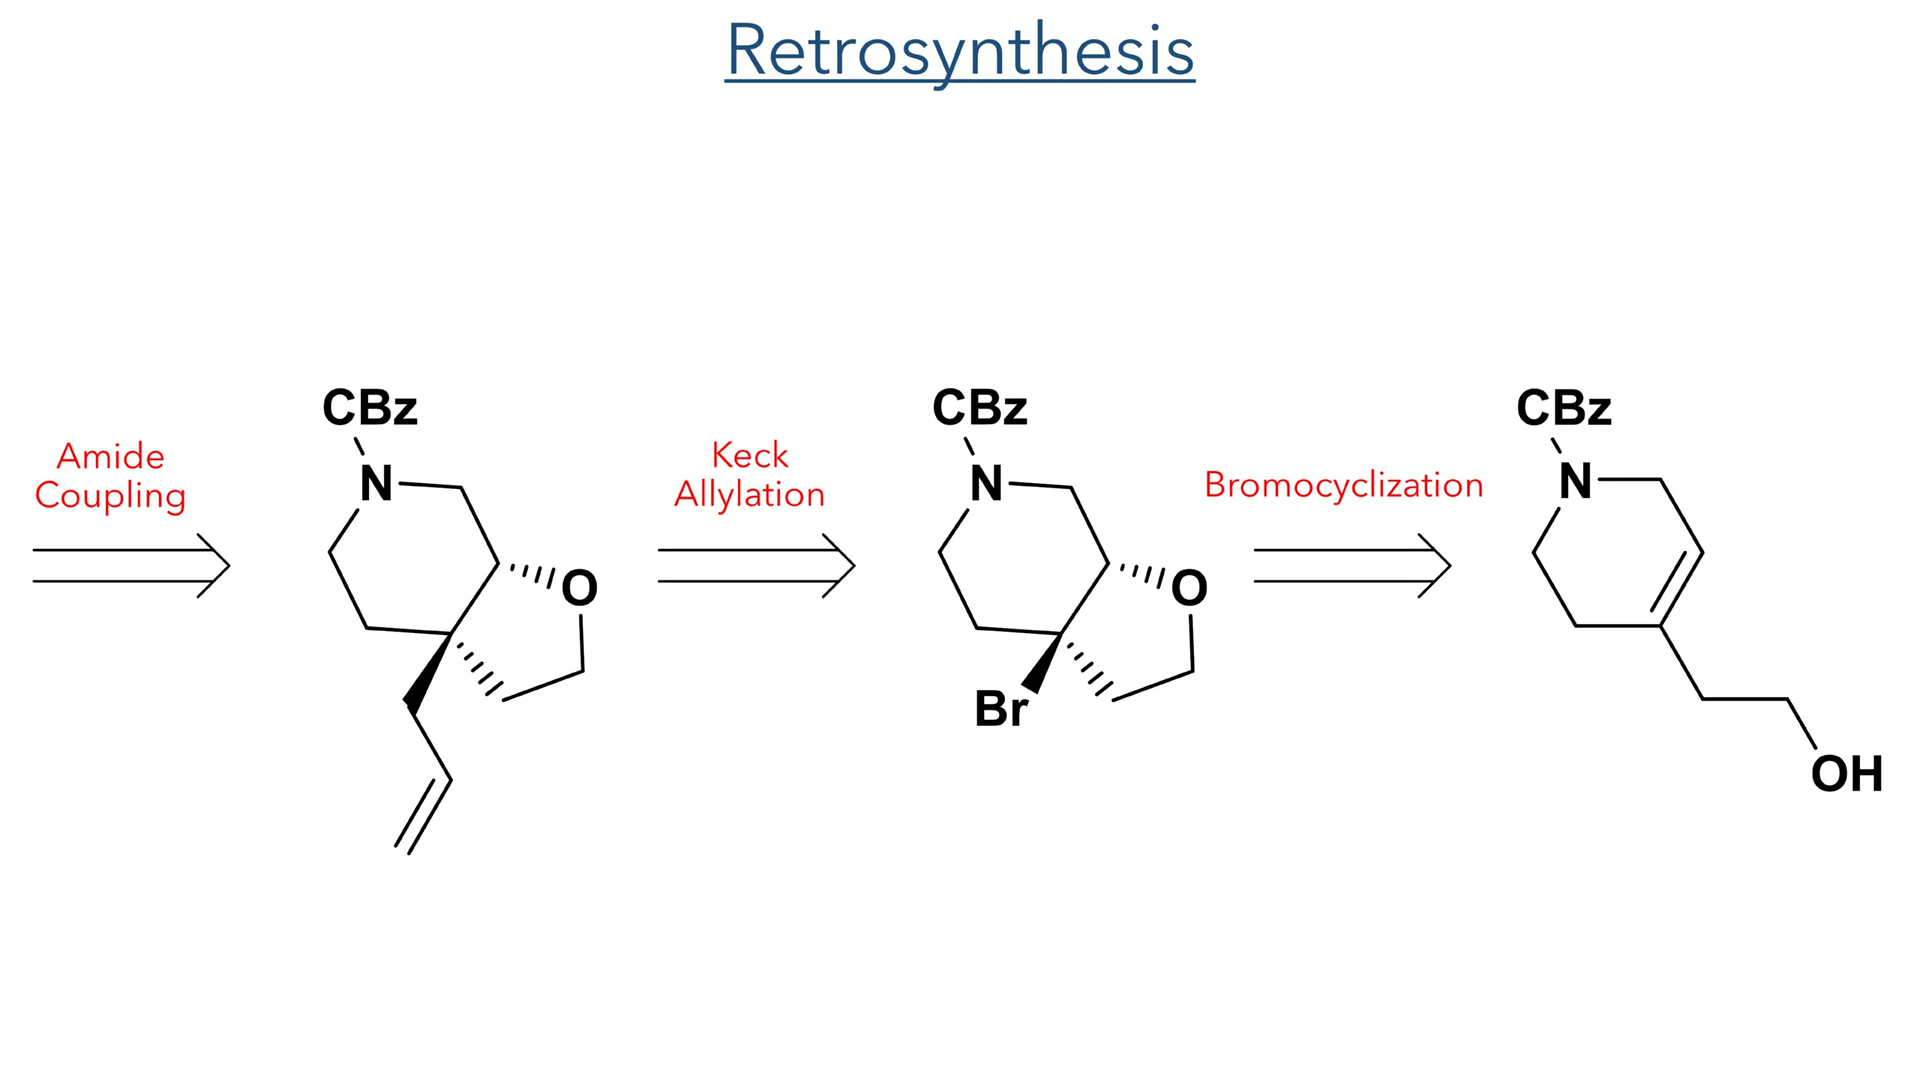 Retrosynthesis
Amide
Coupling
CBz
N
O
Keck
Allylation
CBz
N
O
Br
Bromocyclization
CBz
N
OH